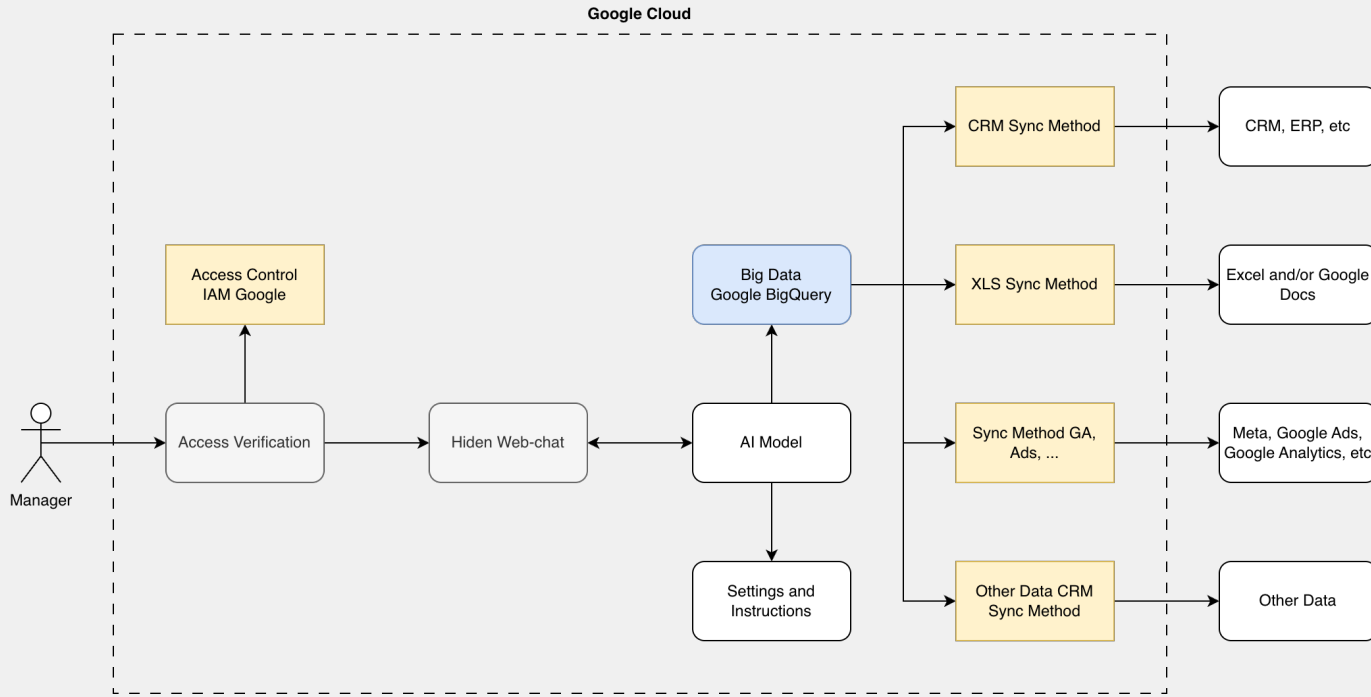 Google Cloud
CRM Sync Method
CRM, ERP, etc
Access Control
IAM Google
Big Data
Google BigQuery
XLS Sync Method
Excel and/or Google
Docs
Manager
Access Verification
Hiden Web-chat
AI Model
Sync Method GA,
Ads, ...
Meta, Google Ads,
Google Analytics, etc
Settings and
Instructions
Other Data CRM
Sync Method
Other Data